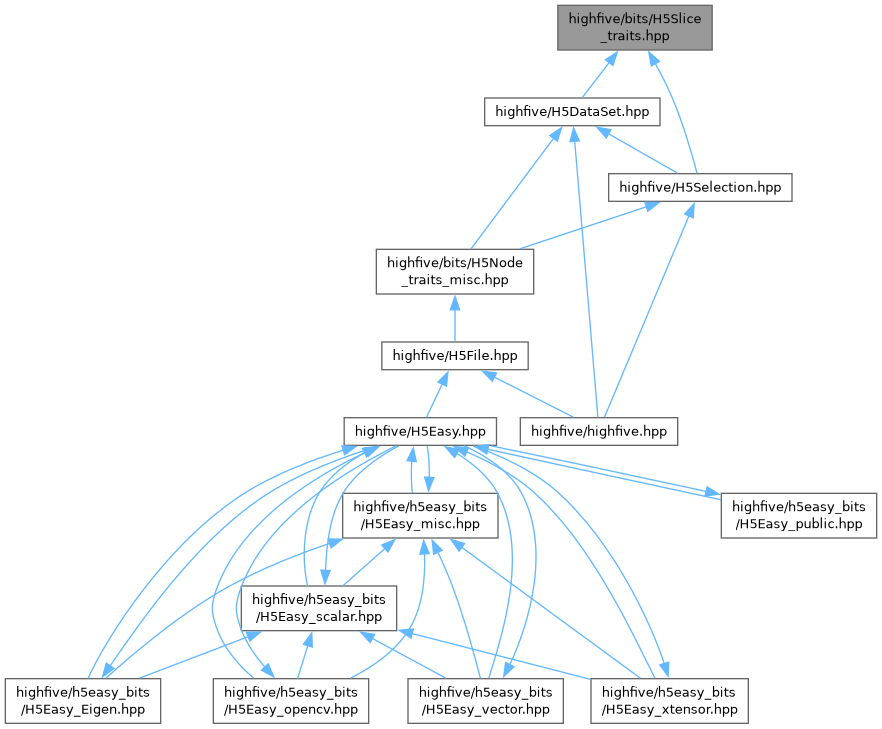 highfive/bits/H5Slice
_traits.hpp
highfive/H5DataSet.hpp
highfive/H5Selection.hpp
highfive/bits/H5Node
_traits_misc.hpp
highfive/H5File.hpp
highfive/H5Easy.hpp
highfive/highfive.hpp
highfive/h5easy_bits
/H5Easy_misc.hpp
highfive/h5easy_bits
/H5Easy_public.hpp
highfive/h5easy_bits
/H5Easy_scalar.hpp
highfive/h5easy_bits
/H5Easy_Eigen.hpp
highfive/h5easy_bits
/H5Easy_opencv.hpp
highfive/h5easy_bits
/H5Easy_vector.hpp
highfive/h5easy_bits
/H5Easy_xtensor.hpp